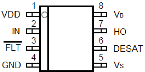 VDD 1 8 VB
IN 2 7 HO
FLT 3 6 DESAT
GND 4 5 VS